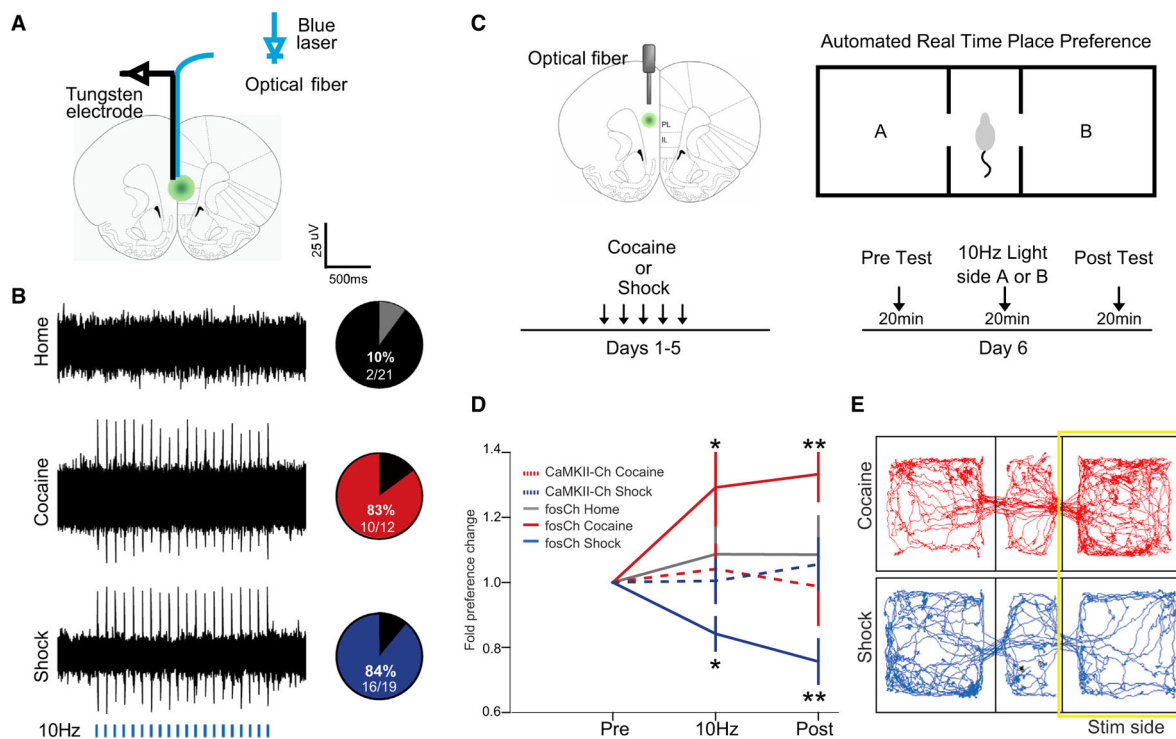 A
Blue
laser
Optical fiber
Tungsten
electrode
25 uV
500ms
B
Home
10%
2/21
Cocaine
83%
10/12
Shock
84%
16/19
10Hz
C
Optical fiber
PL
IL
Automated Real Time Place Preference
A
B
Cocaine
or
Shock
Days 1-5
Pre Test
10Hz Light
side A or B
Post Test
20min
20min
20min
Day 6
D
Fold preference change
1.4
1.2
1.0
0.8
0.6
CaMKII-Ch Cocaine
CaMKII-Ch Shock
fosCh Home
fosCh Cocaine
fosCh Shock
*
**
*
**
Pre
10Hz
Post
E
Cocaine
Shock
Stim side